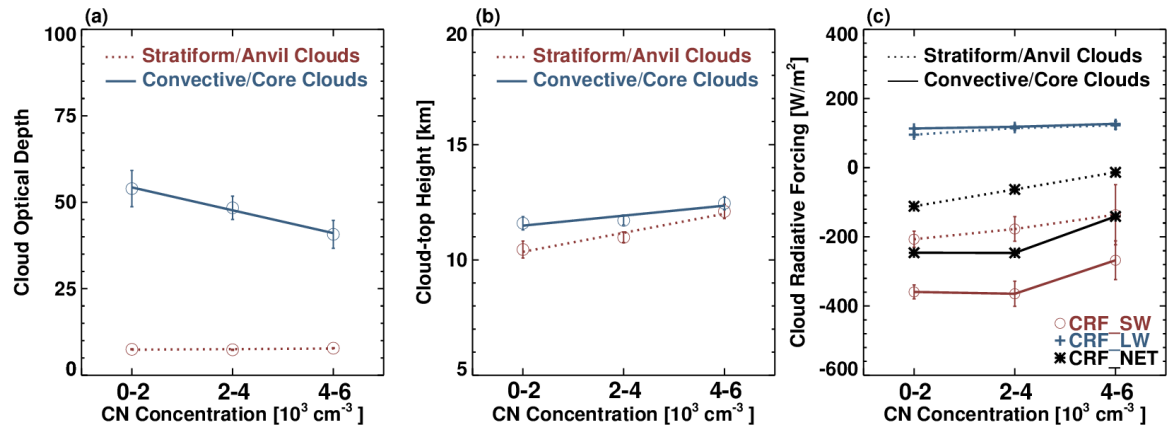 (a)
100
75
50
25
0
Cloud Optical Depth
Stratiform/Anvil Clouds
Convective/Core Clouds
0-2 2-4 4-6
CN Concentration [10³ cm⁻³]
(b)
20
15
10
5
Cloud-top Height [km]
Stratiform/Anvil Clouds
Convective/Core Clouds
0-2 2-4 4-6
CN Concentration [10³ cm⁻³]
(c)
400
200
0
-200
-400
-600
Cloud Radiative Forcing [W/m²]
Stratiform/Anvil Clouds
Convective/Core Clouds
CRF_SW
CRF_LW
CRF_NET
0-2 2-4 4-6
CN Concentration [10³ cm⁻³]